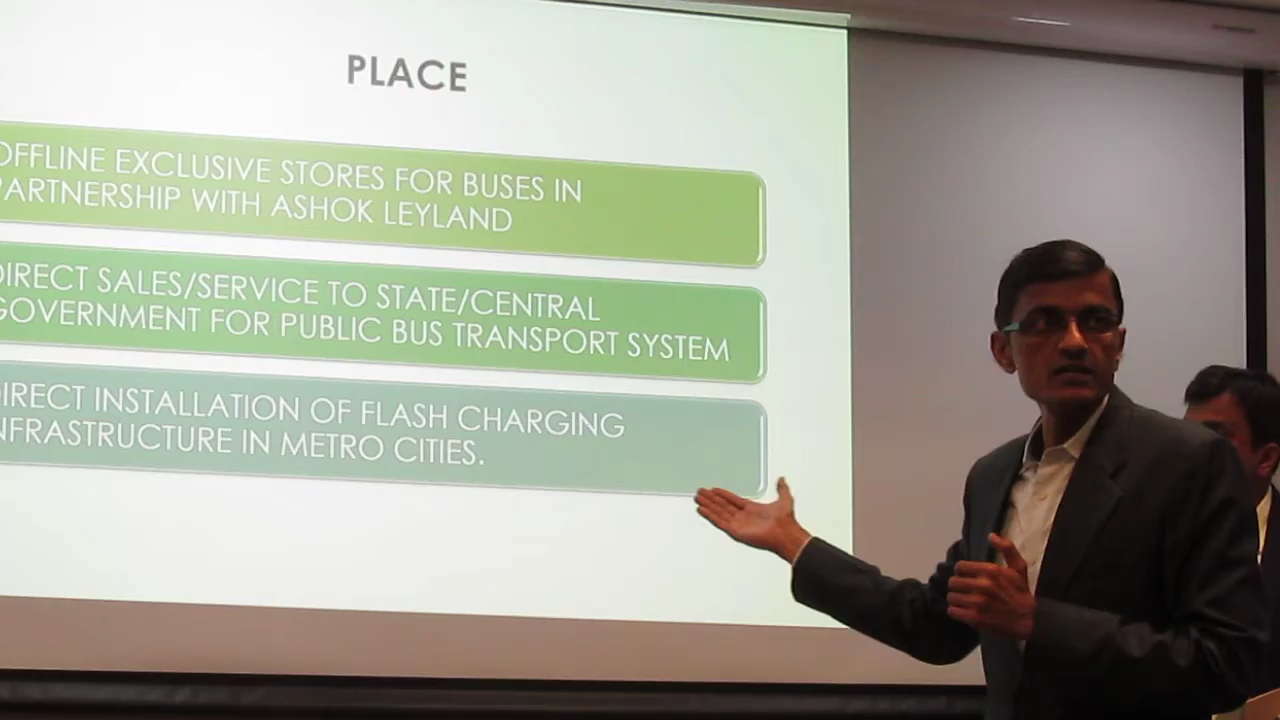 PLACE
OFFLINE EXCLUSIVE STORES FOR BUSES IN
PARTNERSHIP WITH ASHOK LEYLAND
DIRECT SALES/SERVICE TO STATE/CENTRAL
GOVERNMENT FOR PUBLIC BUS TRANSPORT SYSTEM
DIRECT INSTALLATION OF FLASH CHARGING
INFRASTRUCTURE IN METRO CITIES.